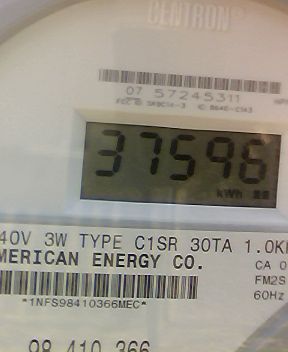 CENTRON®
07 57245311
37596
kWh
40V 3W TYPE C1SR 30TA 1.0K
MERICAN ENERGY CO.
CA 0
FM2S
60Hz
*1NFS98410366MEC*
98 410 366